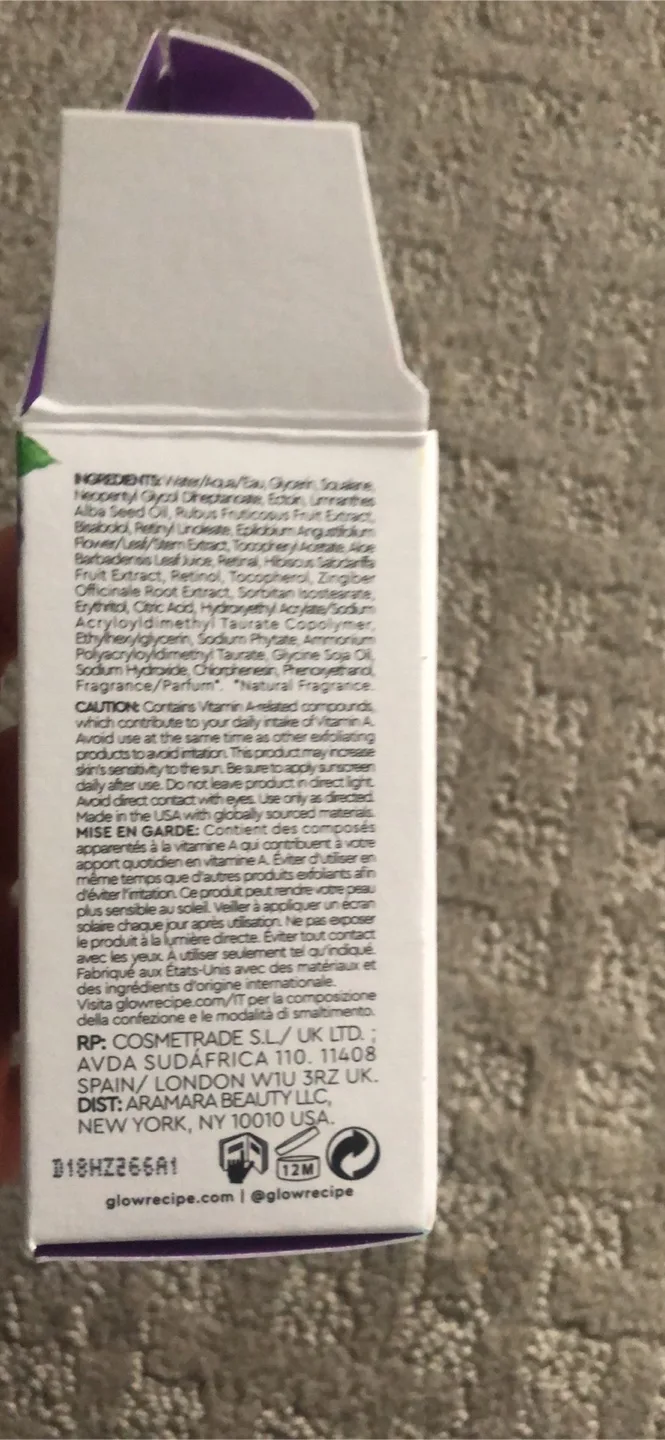 INGREDIENTS: Water/Aqua/Eau, Glycerin, Squalane,
Neopentyl Glycol Diheptanoate, Ectoin, Limnanthes
Alba Seed Oil, Rubus Fruticosus Fruit Extract,
Bisabolol, Retinyl Linoleate, Epilobium Angustifolium
Flower/Leaf/Stem Extract, Tocopheryl Acetate, Aloe
Barbadensis Leaf Juice, Retinal, Hibiscus Sabdariffa
Fruit Extract, Retinol, Tocopherol, Zingiber
Officinale Root Extract, Sorbitan Isostearate,
Erythritol, Citric Acid, Hydroxyethyl Acrylate/Sodium
Acryloyldimethyl Taurate Copolymer,
Ethylhexylglycerin, Sodium Phytate, Ammonium
Polyacryloyldimethyl Taurate, Glycine Soja Oil,
Sodium Hydroxide, Chlorphenesin, Phenoxyethanol,
Fragrance/Parfum*. *Natural Fragrance.
CAUTION: Contains Vitamin A-related compounds,
which contribute to your daily intake of Vitamin A.
Avoid use at the same time as other exfoliating
products to avoid irritation. This product may increase
skin's sensitivity to the sun. Be sure to apply sunscreen
daily after use. Do not leave product in direct light.
Avoid direct contact with eyes. Use only as directed.
Made in the USA with globally sourced materials.
MISE EN GARDE: Contient des composés
apparentés à la vitamine A qui contribuent à votre
apport quotidien en vitamine A. Éviter d'utiliser en
même temps que d'autres produits exfoliants afin
d'éviter l'irritation. Ce produit peut rendre votre peau
plus sensible au soleil. Veiller à appliquer un écran
solaire chaque jour après utilisation. Ne pas exposer
le produit à la lumière directe. Éviter tout contact
avec les yeux. À utiliser seulement tel qu'indiqué.
Fabriqué aux États-Unis avec des matériaux et
des ingrédients d'origine internationale.
Visita glowrecipe.com/IT per la composizione
della confezione e le modalità di smaltimento.
RP: COSMETRADE S.L./ UK LTD. ;
AVDA SUDÁFRICA 110. 11408
SPAIN/ LONDON W1U 3RZ UK.
DIST: ARAMARA BEAUTY LLC,
NEW YORK, NY 10010 USA.
D18HZ266A1
12M
glowrecipe.com | @glowrecipe